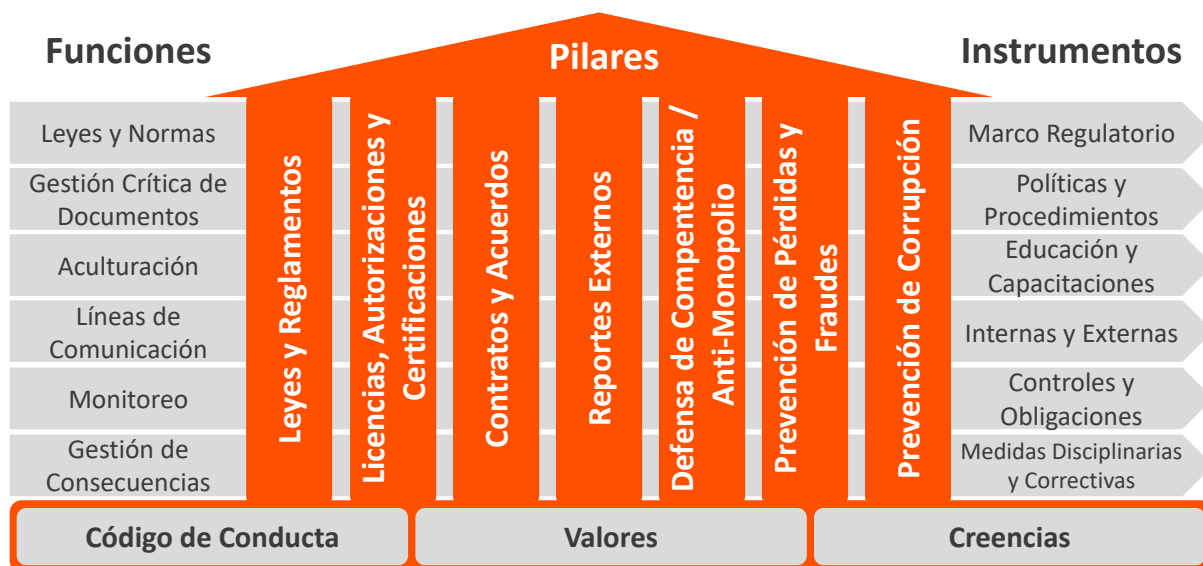 Funciones
Pilares
Instrumentos
Leyes y Normas
Gestión Crítica de
Documentos
Aculturación
Líneas de
Comunicación
Monitoreo
Gestión de
Consecuencias
Leyes y Reglamentos
Licencias, Autorizaciones y
Certificaciones
Contratos y Acuerdos
Reportes Externos
Defensa de Compentencia /
Anti-Monopolio
Prevención de Pérdidas y
Fraudes
Prevención de Corrupción
Marco Regulatorio
Políticas y
Procedimientos
Educación y
Capacitaciones
Internas y Externas
Controles y
Obligaciones
Medidas Disciplinarias
y Correctivas
Código de Conducta
Valores
Creencias